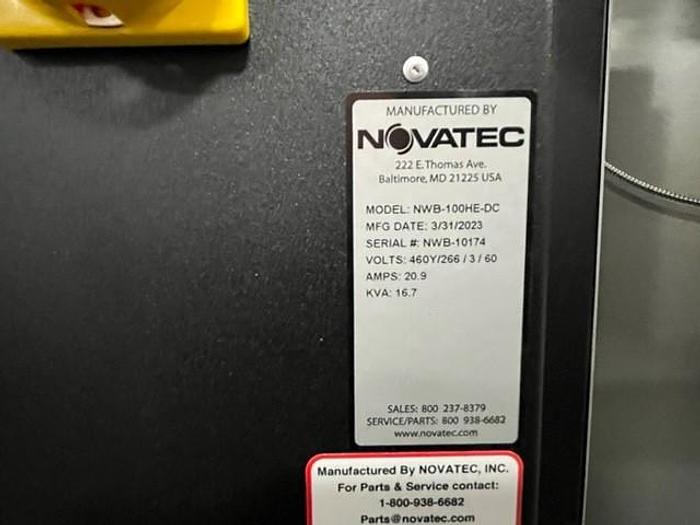 MANUFACTURED BY
NOVATEC
222 E. Thomas Ave.
Baltimore, MD 21225 USA
MODEL: NWB-100HE-DC
MFG DATE: 3/31/2023
SERIAL #: NWB-10174
VOLTS: 460Y/266 / 3 / 60
AMPS: 20.9
KVA: 16.7
SALES: 800 237-8379
SERVICE/PARTS: 800 938-6682
www.novatec.com
Manufactured By NOVATEC, INC.
For Parts & Service contact:
1-800-938-6682
Parts@novatec.com